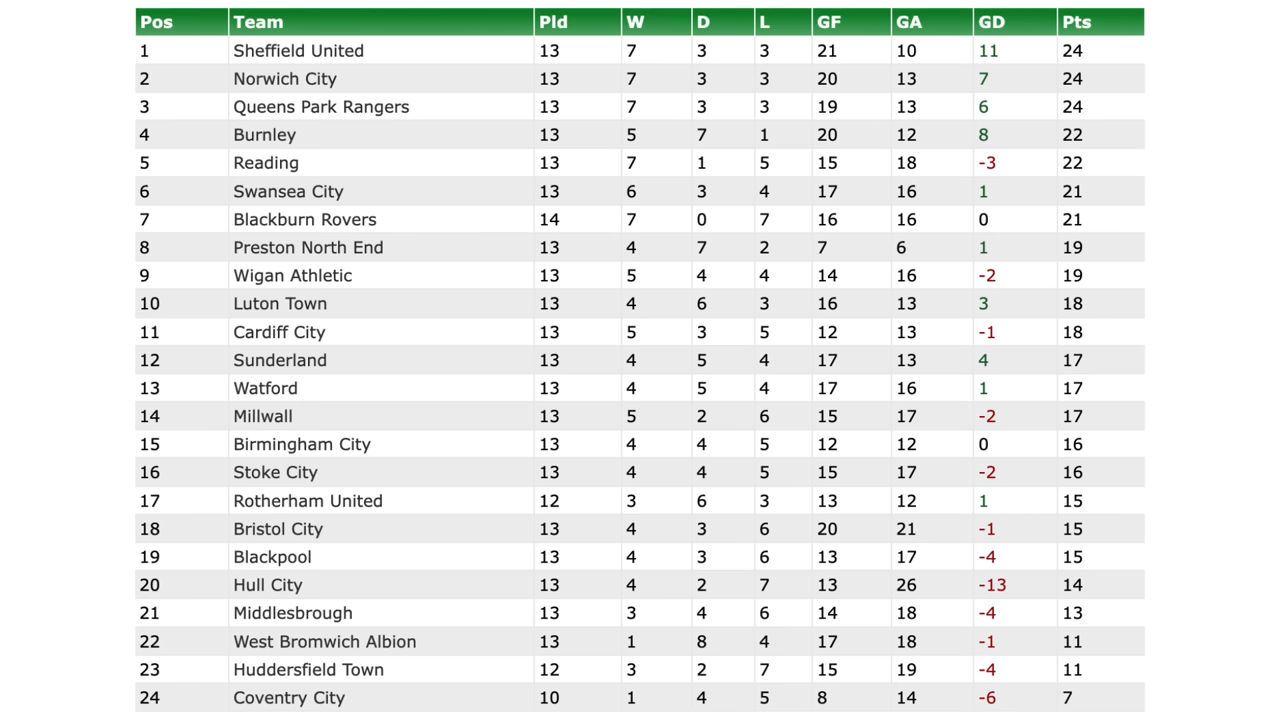 Pos Team Pld W D L GF GA GD Pts
1 Sheffield United 13 7 3 3 21 10 11 24
2 Norwich City 13 7 3 3 20 13 7 24
3 Queens Park Rangers 13 7 3 3 19 13 6 24
4 Burnley 13 5 7 1 20 12 8 22
5 Reading 13 7 1 5 15 18 -3 22
6 Swansea City 13 6 3 4 17 16 1 21
7 Blackburn Rovers 14 7 0 7 16 16 0 21
8 Preston North End 13 4 7 2 7 6 1 19
9 Wigan Athletic 13 5 4 4 14 16 -2 19
10 Luton Town 13 4 6 3 16 13 3 18
11 Cardiff City 13 5 3 5 12 13 -1 18
12 Sunderland 13 4 5 4 17 13 4 17
13 Watford 13 4 5 4 17 16 1 17
14 Millwall 13 5 2 6 15 17 -2 17
15 Birmingham City 13 4 4 5 12 12 0 16
16 Stoke City 13 4 4 5 15 17 -2 16
17 Rotherham United 12 3 6 3 13 12 1 15
18 Bristol City 13 4 3 6 20 21 -1 15
19 Blackpool 13 4 3 6 13 17 -4 15
20 Hull City 13 4 2 7 13 26 -13 14
21 Middlesbrough 13 3 4 6 14 18 -4 13
22 West Bromwich Albion 13 1 8 4 17 18 -1 11
23 Huddersfield Town 12 3 2 7 15 19 -4 11
24 Coventry City 10 1 4 5 8 14 -6 7